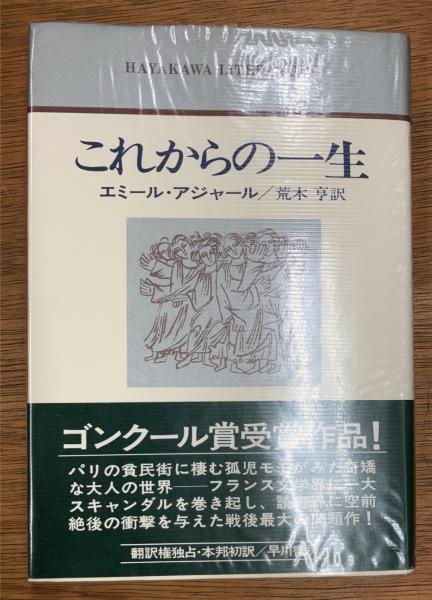 HAYAKAWA LITERATURE
これからの一生
エミール・アジャール／荒木 亨訳
ゴンクール賞受賞作品！
パリの貧民街に棲む孤児モモがみた奇矯
な大人の世界――フランス文学界に一大
スキャンダルを巻き起し、読書界に空前
絶後の衝撃を与えた戦後最大の問題作！
翻訳権独占・本邦初訳／早川書房